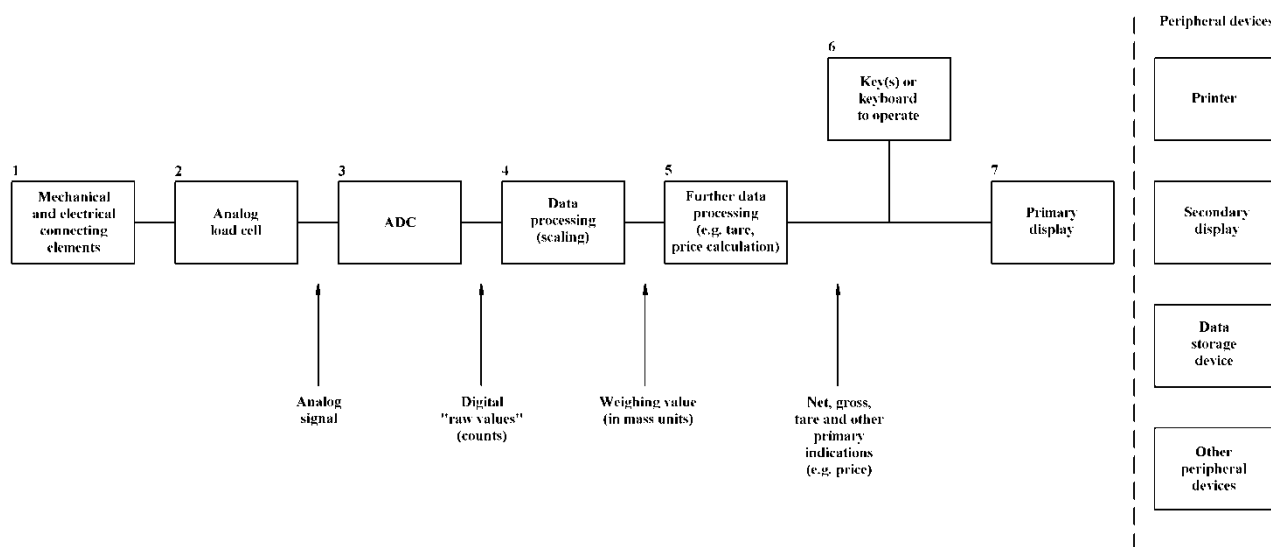 Peripheral devices
6
Key(s) or
keyboard
to operate
Printer
1
Mechanical
and electrical
connecting
elements
2
Analog
load cell
3
ADC
4
Data
processing
(scaling)
5
Further data
processing
(e.g. tare,
price calculation)
7
Primary
display
Secondary
display
Analog
signal
Digital
"raw values"
(counts)
Weighing value
(in mass units)
Net, gross,
tare and other
primary
indications
(e.g. price)
Data
storage
device
Other
peripheral
devices